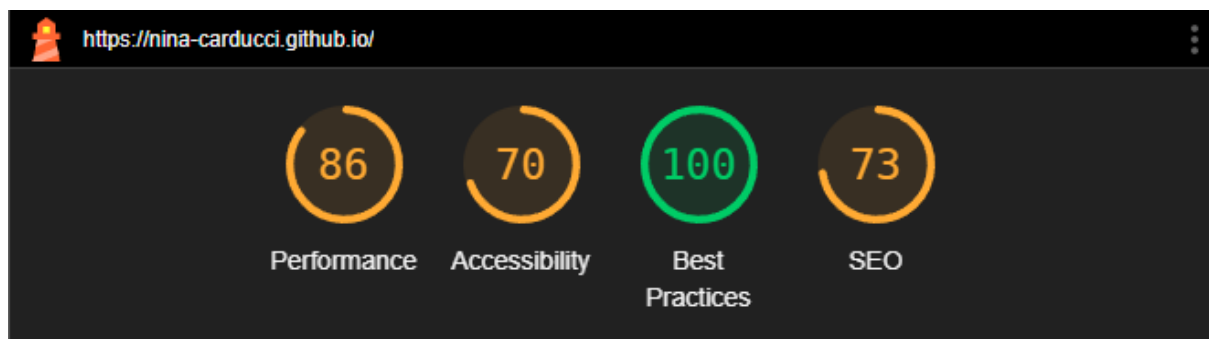 https://nina-carducci.github.io/
86
70
100
73
Performance
Accessibility
Best
Practices
SEO